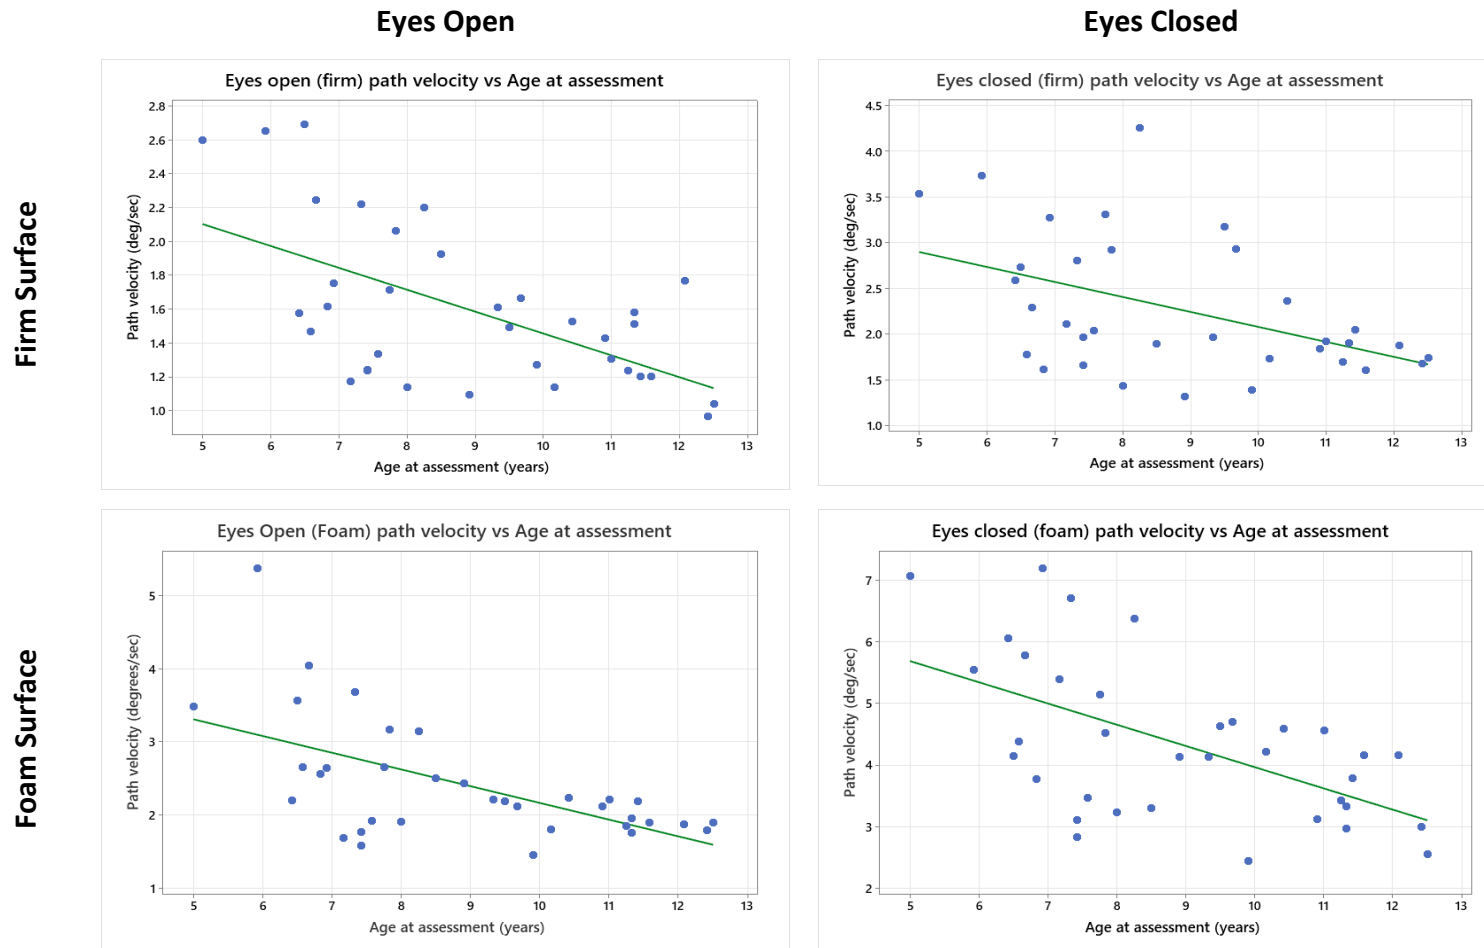 Eyes Open
Eyes Closed
Firm Surface
Eyes open (firm) path velocity vs Age at assessment
Path velocity (deg/sec)
2.8
2.6
2.4
2.2
2.0
1.8
1.6
1.4
1.2
1.0
5 6 7 8 9 10 11 12 13
Age at assessment (years)
Eyes closed (firm) path velocity vs Age at assessment
Path velocity (deg/sec)
4.5
4.0
3.5
3.0
2.5
2.0
1.5
1.0
5 6 7 8 9 10 11 12 13
Age at assessment (years)
Foam Surface
Eyes Open (Foam) path velocity vs Age at assessment
Path velocity (degrees/sec)
5
4
3
2
1
5 6 7 8 9 10 11 12 13
Age at assessment (years)
Eyes closed (foam) path velocity vs Age at assessment
Path velocity (deg/sec)
7
6
5
4
3
2
5 6 7 8 9 10 11 12 13
Age at assessment (years)